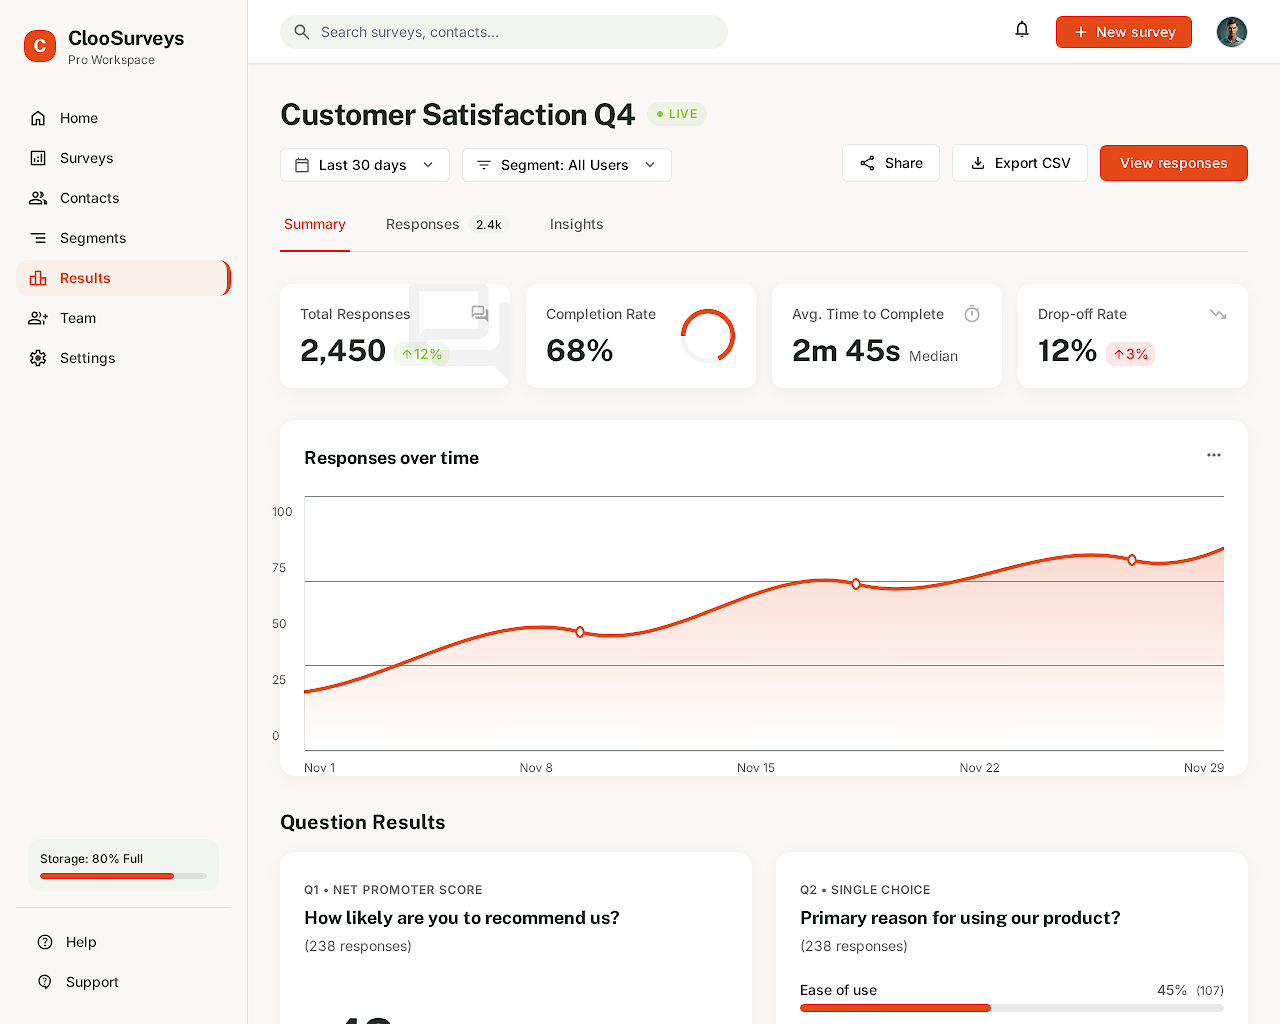 C
ClooSurveys
Pro Workspace
Home
Surveys
Contacts
Segments
Results
Team
Settings
Storage: 80% Full
Help
Support
Search surveys, contacts...
New survey
Customer Satisfaction Q4
LIVE
Last 30 days
Segment: All Users
Share
Export CSV
View responses
Summary
Responses 2.4k
Insights
Total Responses
2,450
↑12%
Completion Rate
68%
Avg. Time to Complete
2m 45s Median
Drop-off Rate
12%
↑3%
Responses over time
100
75
50
25
0
Nov 1
Nov 8
Nov 15
Nov 22
Nov 29
Question Results
Q1 • NET PROMOTER SCORE
How likely are you to recommend us?
(238 responses)
Q2 • SINGLE CHOICE
Primary reason for using our product?
(238 responses)
Ease of use
45% (107)